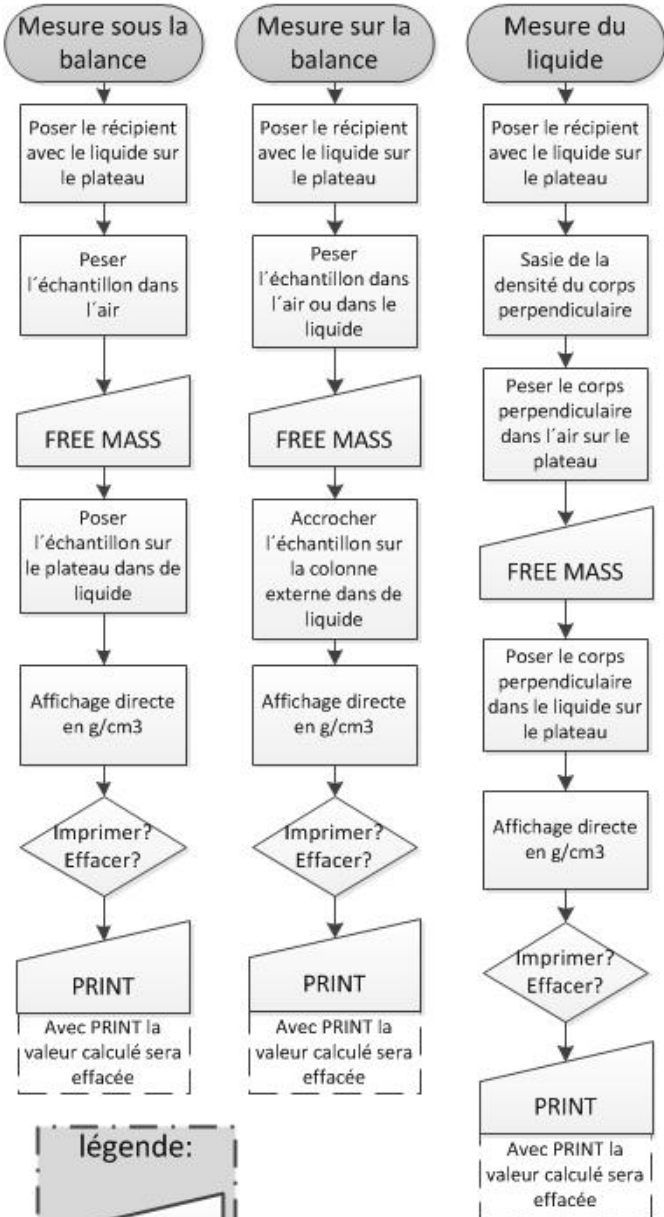 Mesure sous la
balance
Poser le récipient
avec le liquide sur
le plateau
Peser
l´échantillon dans
l´air
FREE MASS
Poser
l´échantillon sur
le plateau dans de
liquide
Affichage directe
en g/cm3
Imprimer?
Effacer?
PRINT
Avec PRINT la
valeur calculé sera
effacée
Mesure sur la
balance
Poser le récipient
avec le liquide sur
le plateau
Peser
l´échantillon dans
l´air ou dans le
liquide
FREE MASS
Accrocher
l´échantillon sur
la colonne
externe dans de
liquide
Affichage directe
en g/cm3
Imprimer?
Effacer?
PRINT
Avec PRINT la
valeur calculé sera
effacée
Mesure du
liquide
Poser le récipient
avec le liquide sur
le plateau
Sasie de la
densité du corps
perpendiculaire
Peser le corps
perpendiculaire
dans l´air sur le
plateau
FREE MASS
Poser le corps
perpendiculaire
dans le liquide sur
le plateau
Affichage directe
en g/cm3
Imprimer?
Effacer?
PRINT
Avec PRINT la
valeur calculé sera
effacée
légende: